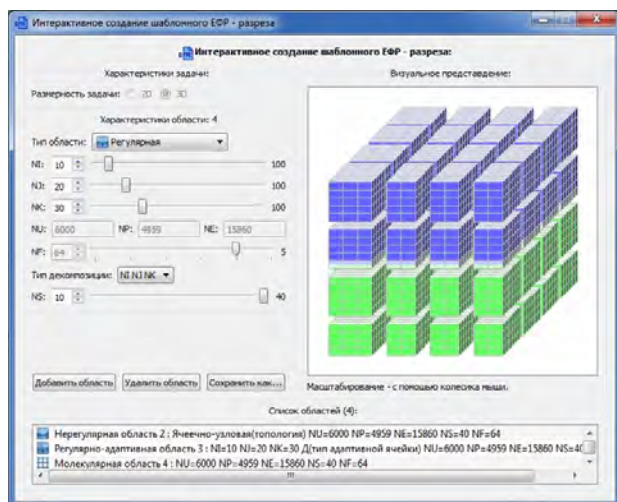 Интерактивное создание шаблонного ЕФР - разреза
Интерактивное создание шаблонного ЕФР - разреза:
Характеристики задачи:
Визуальное представление:
Размерность задачи: 2D 3D
Характеристики области: 4
Тип области: Регулярная
NI: 10 100
NJ: 20 100
NK: 30 100
NU: 6000 NP: 4959 NE: 15860
NF: 64 5
Тип декомпозиции: NI NJ NK
NS: 10 40
Добавить область Удалить область Сохранить как...
Масштабирование - с помощью колесика мыши.
Список областей (4):
Нерегулярная область 2 : Ячеечно-узловая(топология) NU=6000 NP=4959 NE=15860 NS=40 NF=64
Регулярно-адаптивная область 3 : NI=10 NJ=20 NK=30 Д(тип адаптивной ячейки) NU=6000 NP=4959 NE=15860 NS=40
Молекулярная область 4 : NU=6000 NP=4959 NE=15860 NS=40 NF=64